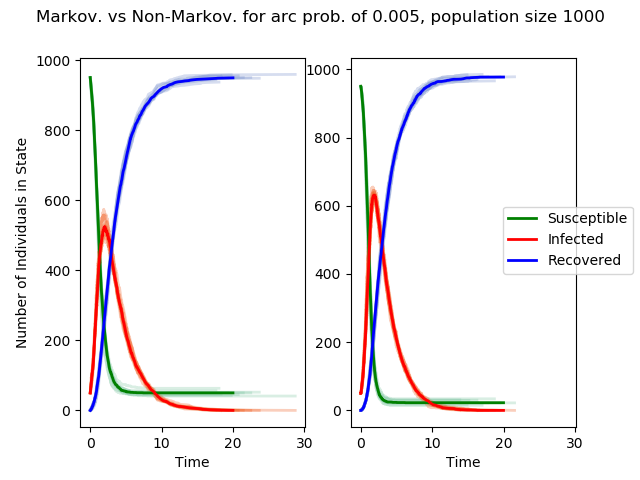 Markov. vs Non-Markov. for arc prob. of 0.005, population size 1000
Number of Individuals in State
1000
800
600
400
200
0
0
10
20
30
Time
1000
800
600
400
200
0
0
10
20
30
Time
Susceptible
Infected
Recovered